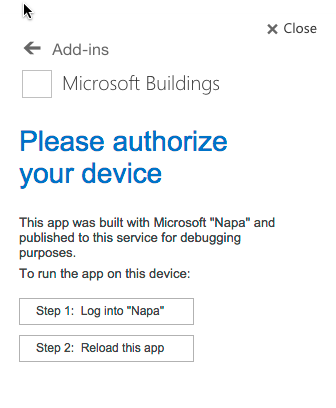 Close
Add-ins
Microsoft Buildings
Please authorize
your device
This app was built with Microsoft "Napa" and
published to this service for debugging
purposes.
To run the app on this device:
Step 1: Log into "Napa"
Step 2: Reload this app